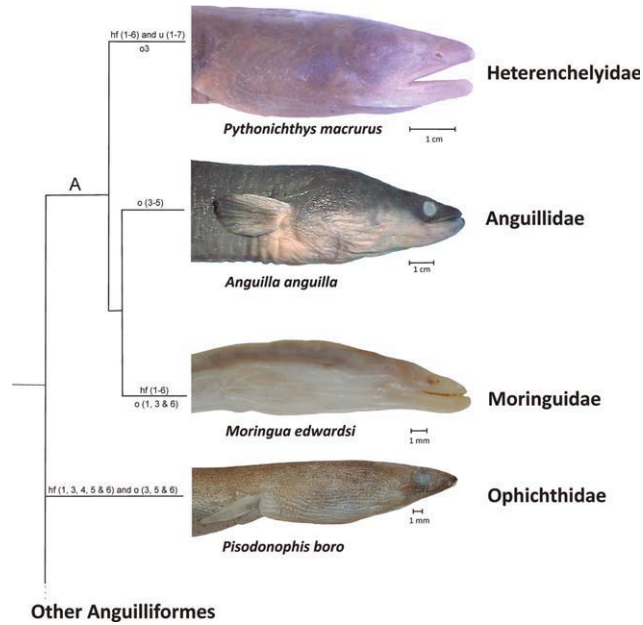 hf (1-6) and u (1-7)
o3
Heterenchelyidae
Pythonichthys macrurus
1 cm
A
o (3-5)
Anguillidae
Anguilla anguilla
1 cm
hf (1-6)
o (1, 3 & 6)
Moringuidae
Moringua edwardsi
1 mm
hf (1, 3, 4, 5 & 6) and o (3, 5 & 6)
Ophichthidae
Pisodonophis boro
1 mm
Other Anguilliformes